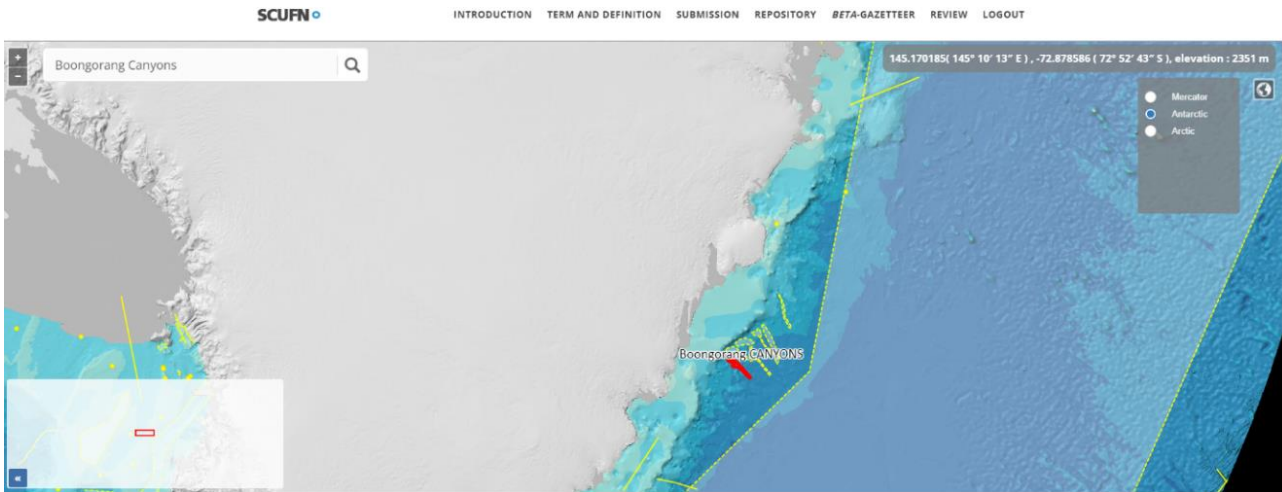 SCUFN
INTRODUCTION TERM AND DEFINITION SUBMISSION REPOSITORY BETA-GAZETTEER REVIEW LOGOUT
+
−
Boongorang Canyons
145.170185( 145° 10' 13" E ) , -72.878586 ( 72° 52' 43" S ), elevation : 2351 m
Mercator
Antarctic
Arctic
Boongorang CANYONS
«